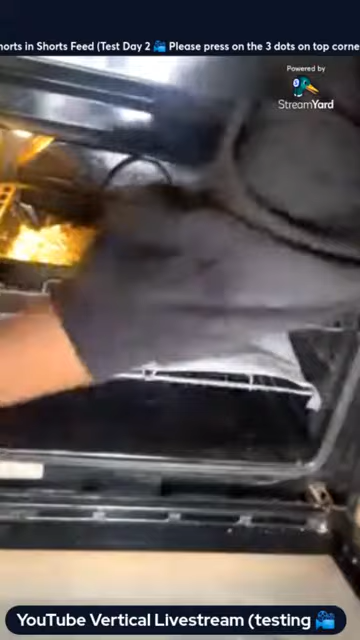 horts in Shorts Feed (Test Day 2 🎦 Please press on the 3 dots on top corne
Powered by
StreamYard
YouTube Vertical Livestream (testing 🎦